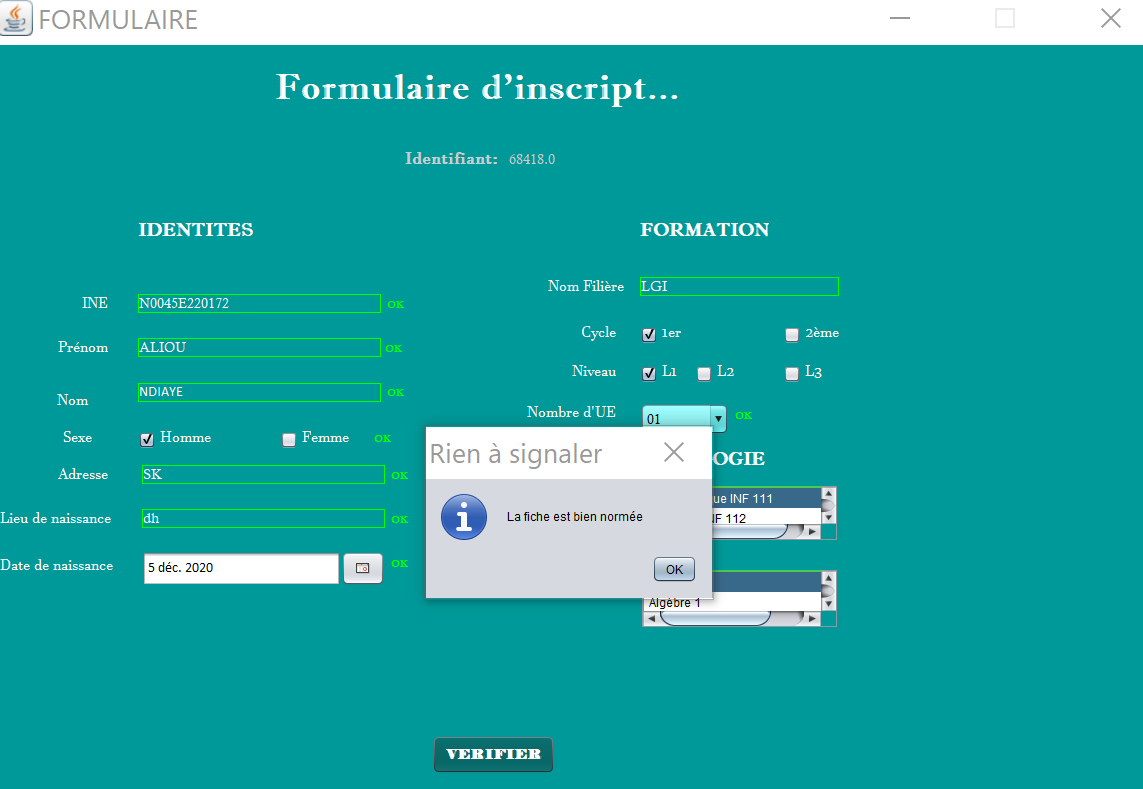 FORMULAIRE
Formulaire d'inscript...
Identifiant: 68418.0
IDENTITES
INE N0045E220172 OK
Prénom ALIOU OK
Nom NDIAYE OK
Sexe Homme Femme OK
Adresse SK OK
Lieu de naissance dh OK
Date de naissance 5 déc. 2020 OK
FORMATION
Nom Filière LGI
Cycle 1er 2ème
Niveau L1 L2 L3
Nombre d'UE 01 OK
OGIE
ue INF 111
IF 112
Algèbre 1
Rien à signaler
La fiche est bien normée
OK
VERIFIER